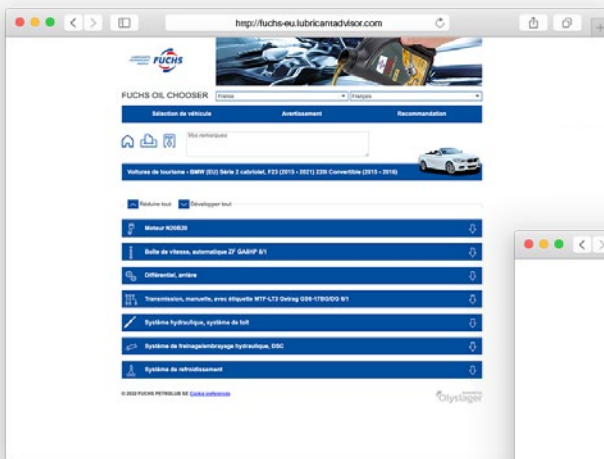 http://fuchs-eu.lubricantadvisor.com
LUBRICANTS.
TECHNOLOGY.
PEOPLE.
FUCHS
FUCHS OIL CHOOSER
France
Français
Sélection de véhicule
Avertissement
Recommandation
Vos remarques
Voitures de tourisme - BMW (EU) Série 2 cabriolet, F23 (2015 - 2021) 220i Convertible (2015 - 2016)
Réduire tout
Développer tout
Moteur N20B20
Boîte de vitesse, automatique ZF GA8HP 8/1
Différentiel, arrière
Transmission, manuelle, avec étiquette MTF-LT3 Getrag GS6-17BG/DG 6/1
Système hydraulique, système de toit
Système de freinage/embrayage hydraulique, DSC
Système de refroidissement
© 2022 FUCHS PETROLUB SE Cookie preferences
Olyslager